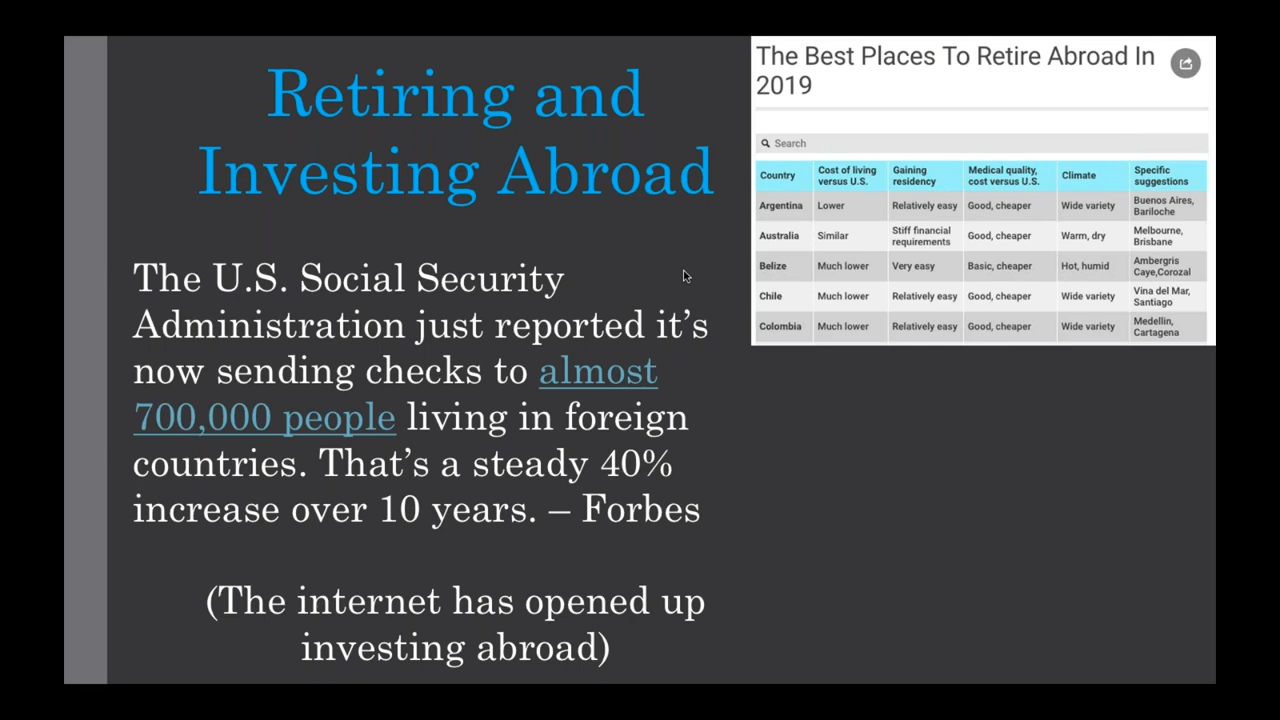 Retiring and
Investing Abroad
The U.S. Social Security
Administration just reported it’s
now sending checks to almost
700,000 people living in foreign
countries. That’s a steady 40%
increase over 10 years. – Forbes
(The internet has opened up
investing abroad)
The Best Places To Retire Abroad In
2019
Search
Country | Cost of living versus U.S. | Gaining residency | Medical quality, cost versus U.S. | Climate | Specific suggestions
Argentina | Lower | Relatively easy | Good, cheaper | Wide variety | Buenos Aires, Bariloche
Australia | Similar | Stiff financial requirements | Good, cheaper | Warm, dry | Melbourne, Brisbane
Belize | Much lower | Very easy | Basic, cheaper | Hot, humid | Ambergris Caye,Corozal
Chile | Much lower | Relatively easy | Good, cheaper | Wide variety | Vina del Mar, Santiago
Colombia | Much lower | Relatively easy | Good, cheaper | Wide variety | Medellin, Cartagena